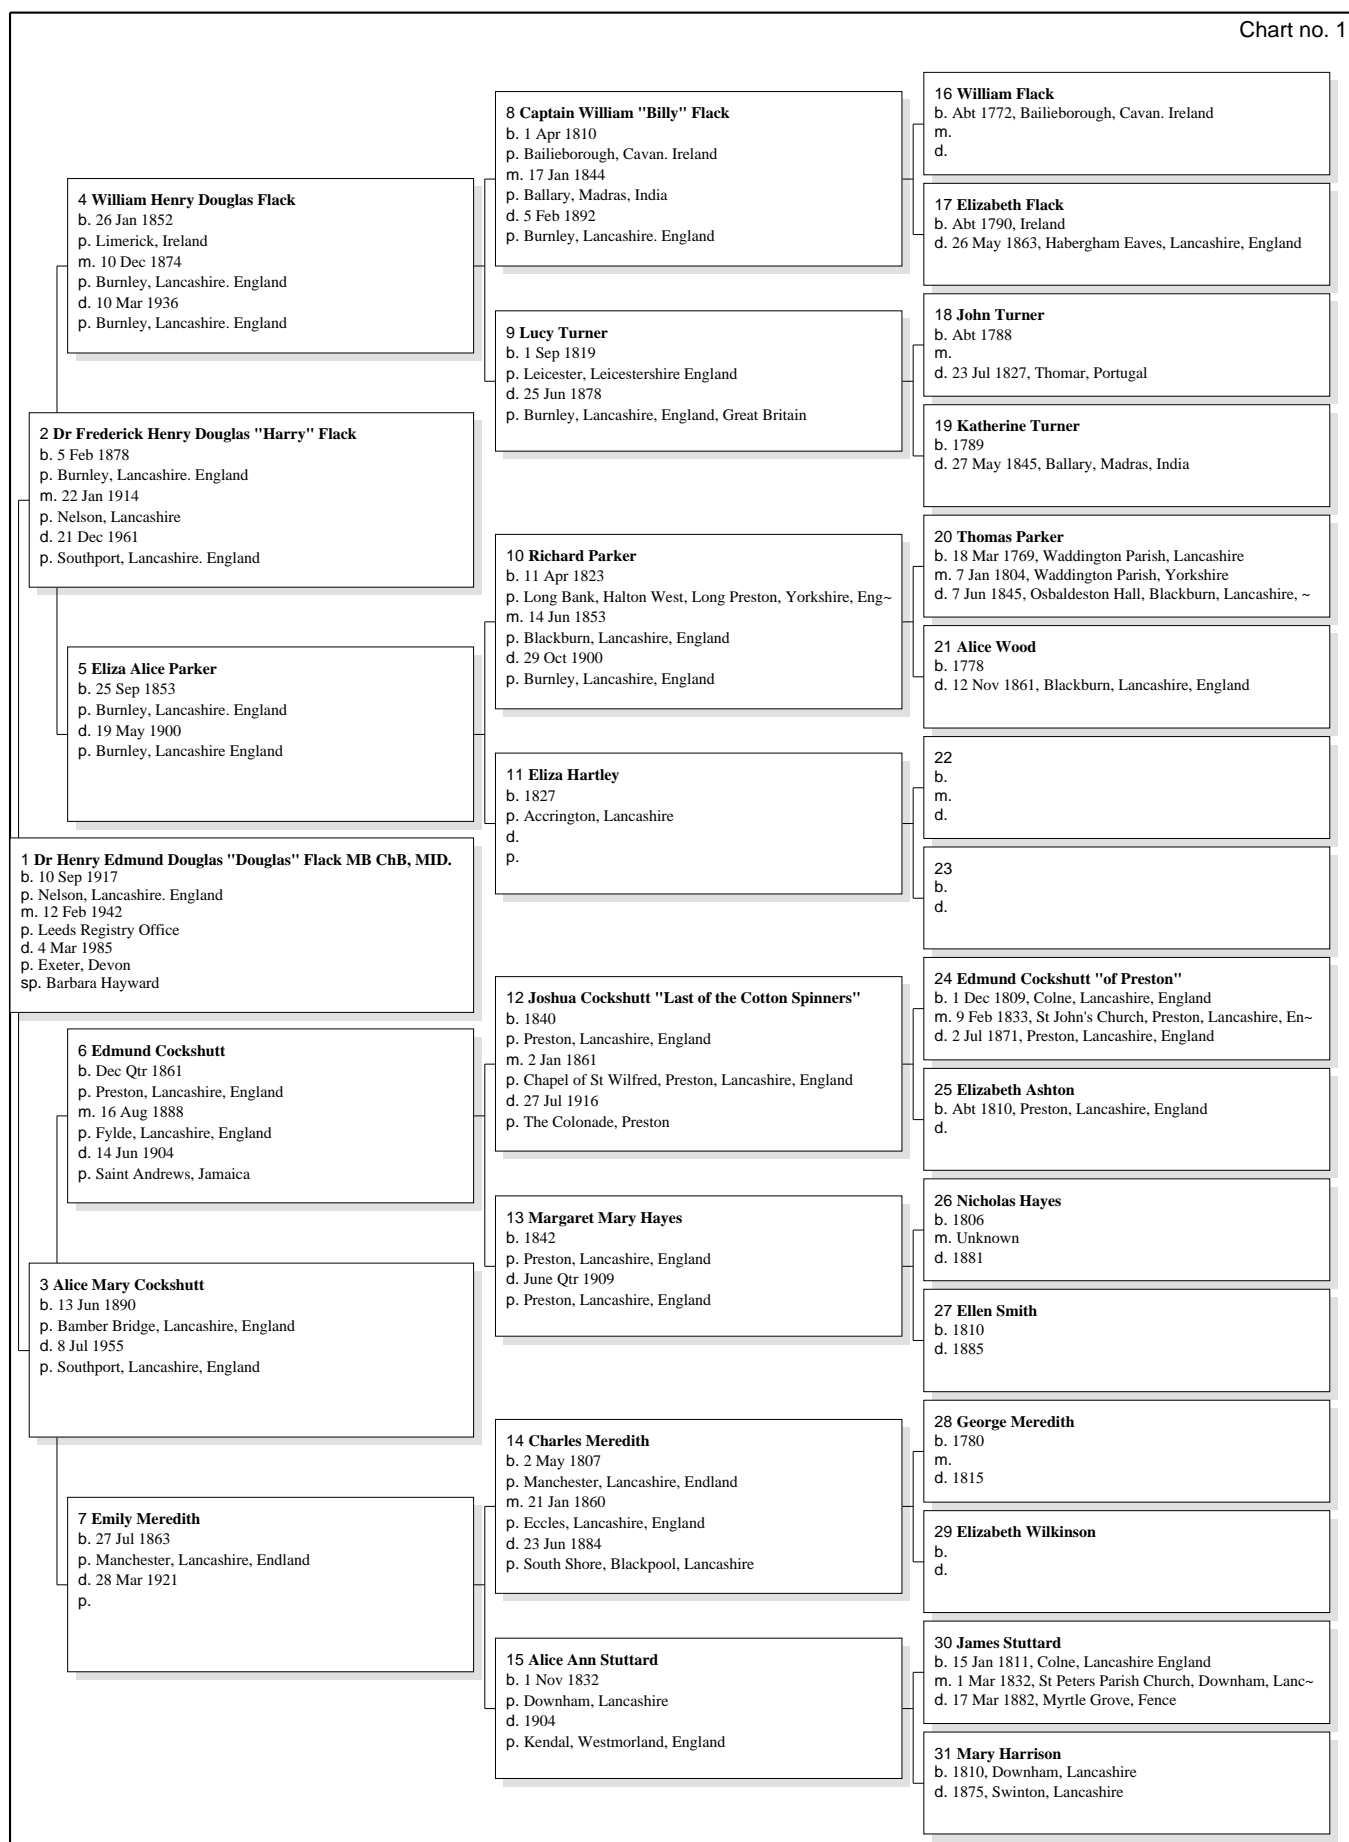 Chart no. 1
16 William Flack
b. Abt 1772, Bailieborough, Cavan. Ireland
m.
d.
8 Captain William "Billy" Flack
b. 1 Apr 1810
p. Bailieborough, Cavan. Ireland
m. 17 Jan 1844
p. Ballary, Madras, India
d. 5 Feb 1892
p. Burnley, Lancashire. England
17 Elizabeth Flack
b. Abt 1790, Ireland
d. 26 May 1863, Habergham Eaves, Lancashire, England
4 William Henry Douglas Flack
b. 26 Jan 1852
p. Limerick, Ireland
m. 10 Dec 1874
p. Burnley, Lancashire. England
d. 10 Mar 1936
p. Burnley, Lancashire. England
18 John Turner
b. Abt 1788
m.
d. 23 Jul 1827, Thomar, Portugal
9 Lucy Turner
b. 1 Sep 1819
p. Leicester, Leicestershire England
d. 25 Jun 1878
p. Burnley, Lancashire, England, Great Britain
19 Katherine Turner
b. 1789
d. 27 May 1845, Ballary, Madras, India
2 Dr Frederick Henry Douglas "Harry" Flack
b. 5 Feb 1878
p. Burnley, Lancashire. England
m. 22 Jan 1914
p. Nelson, Lancashire
d. 21 Dec 1961
p. Southport, Lancashire. England
20 Thomas Parker
b. 18 Mar 1769, Waddington Parish, Lancashire
m. 7 Jan 1804, Waddington Parish, Yorkshire
d. 7 Jun 1845, Osbaldeston Hall, Blackburn, Lancashire, ~
10 Richard Parker
b. 11 Apr 1823
p. Long Bank, Halton West, Long Preston, Yorkshire, Eng~
m. 14 Jun 1853
p. Blackburn, Lancashire, England
d. 29 Oct 1900
p. Burnley, Lancashire, England
21 Alice Wood
b. 1778
d. 12 Nov 1861, Blackburn, Lancashire, England
5 Eliza Alice Parker
b. 25 Sep 1853
p. Burnley, Lancashire. England
d. 19 May 1900
p. Burnley, Lancashire England
22
b.
m.
d.
11 Eliza Hartley
b. 1827
p. Accrington, Lancashire
d.
p.
23
b.
d.
1 Dr Henry Edmund Douglas "Douglas" Flack MB ChB, MID.
b. 10 Sep 1917
p. Nelson, Lancashire. England
m. 12 Feb 1942
p. Leeds Registry Office
d. 4 Mar 1985
p. Exeter, Devon
sp. Barbara Hayward
24 Edmund Cockshutt "of Preston"
b. 1 Dec 1809, Colne, Lancashire, England
m. 9 Feb 1833, St John's Church, Preston, Lancashire, En~
d. 2 Jul 1871, Preston, Lancashire, England
12 Joshua Cockshutt "Last of the Cotton Spinners"
b. 1840
p. Preston, Lancashire, England
m. 2 Jan 1861
p. Chapel of St Wilfred, Preston, Lancashire, England
d. 27 Jul 1916
p. The Colonade, Preston
25 Elizabeth Ashton
b. Abt 1810, Preston, Lancashire, England
d.
6 Edmund Cockshutt
b. Dec Qtr 1861
p. Preston, Lancashire, England
m. 16 Aug 1888
p. Fylde, Lancashire, England
d. 14 Jun 1904
p. Saint Andrews, Jamaica
26 Nicholas Hayes
b. 1806
m. Unknown
d. 1881
13 Margaret Mary Hayes
b. 1842
p. Preston, Lancashire, England
d. June Qtr 1909
p. Preston, Lancashire, England
27 Ellen Smith
b. 1810
d. 1885
3 Alice Mary Cockshutt
b. 13 Jun 1890
p. Bamber Bridge, Lancashire, England
d. 8 Jul 1955
p. Southport, Lancashire, England
28 George Meredith
b. 1780
m.
d. 1815
14 Charles Meredith
b. 2 May 1807
p. Manchester, Lancashire, Endland
m. 21 Jan 1860
p. Eccles, Lancashire, England
d. 23 Jun 1884
p. South Shore, Blackpool, Lancashire
29 Elizabeth Wilkinson
b.
d.
7 Emily Meredith
b. 27 Jul 1863
p. Manchester, Lancashire, Endland
d. 28 Mar 1921
p.
30 James Stuttard
b. 15 Jan 1811, Colne, Lancashire England
m. 1 Mar 1832, St Peters Parish Church, Downham, Lanc~
d. 17 Mar 1882, Myrtle Grove, Fence
15 Alice Ann Stuttard
b. 1 Nov 1832
p. Downham, Lancashire
d. 1904
p. Kendal, Westmorland, England
31 Mary Harrison
b. 1810, Downham, Lancashire
d. 1875, Swinton, Lancashire